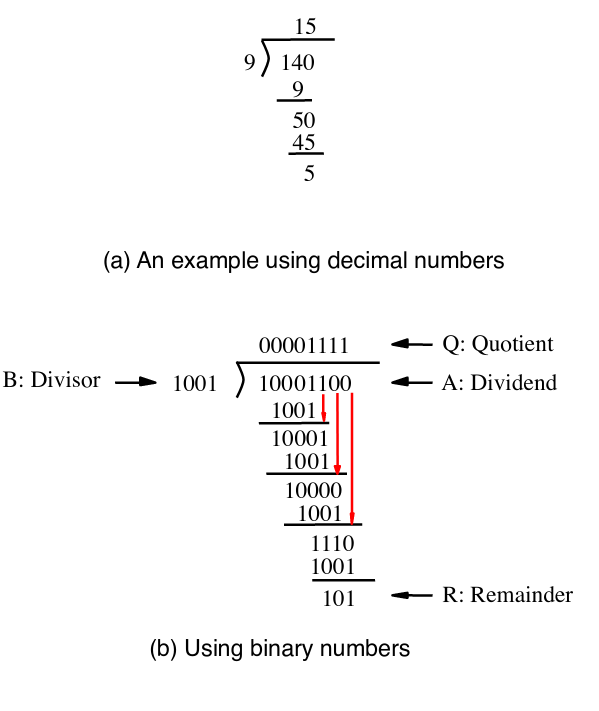 15
9 140
9
50
45
5
(a) An example using decimal numbers
00001111 Q: Quotient
B: Divisor 1001 10001100 A: Dividend
1001
10001
1001
10000
1001
1110
1001
101 R: Remainder
(b) Using binary numbers